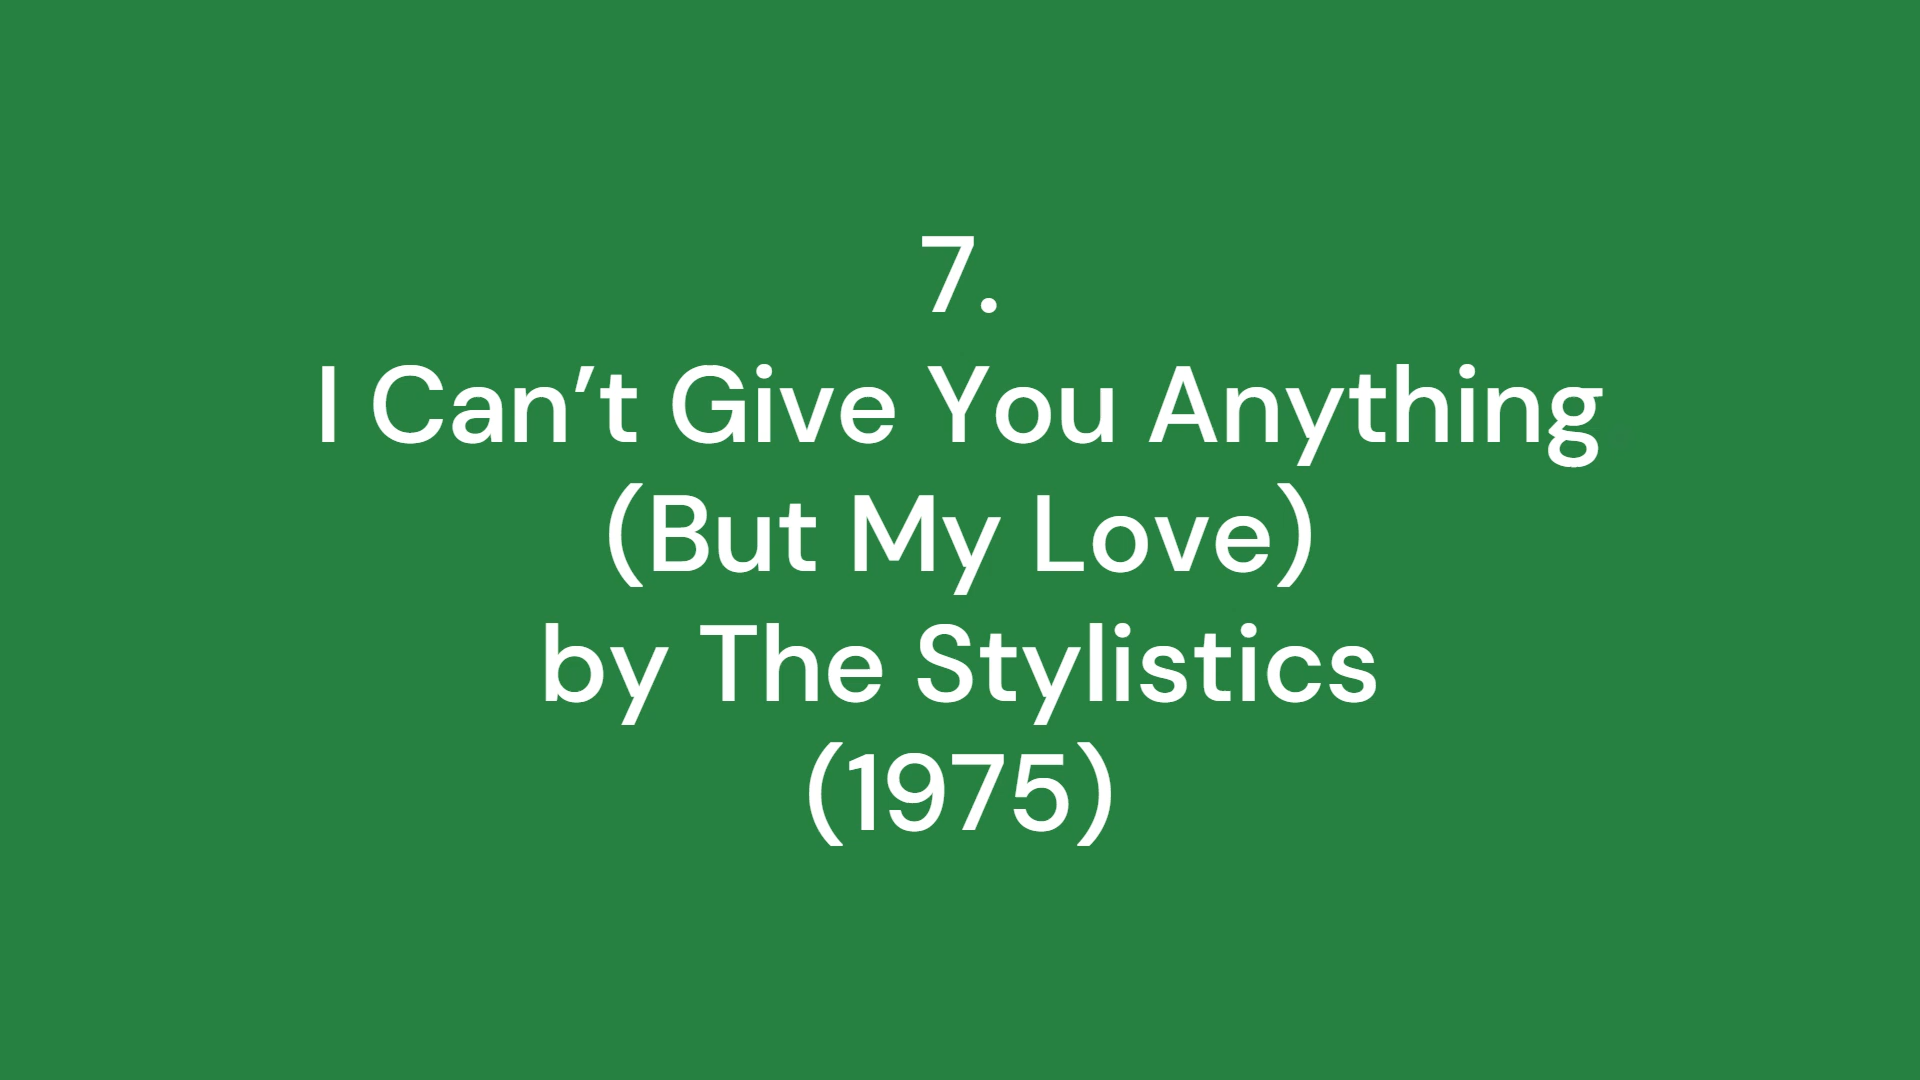 7.
I Can’t Give You Anything
(But My Love)
by The Stylistics
(1975)